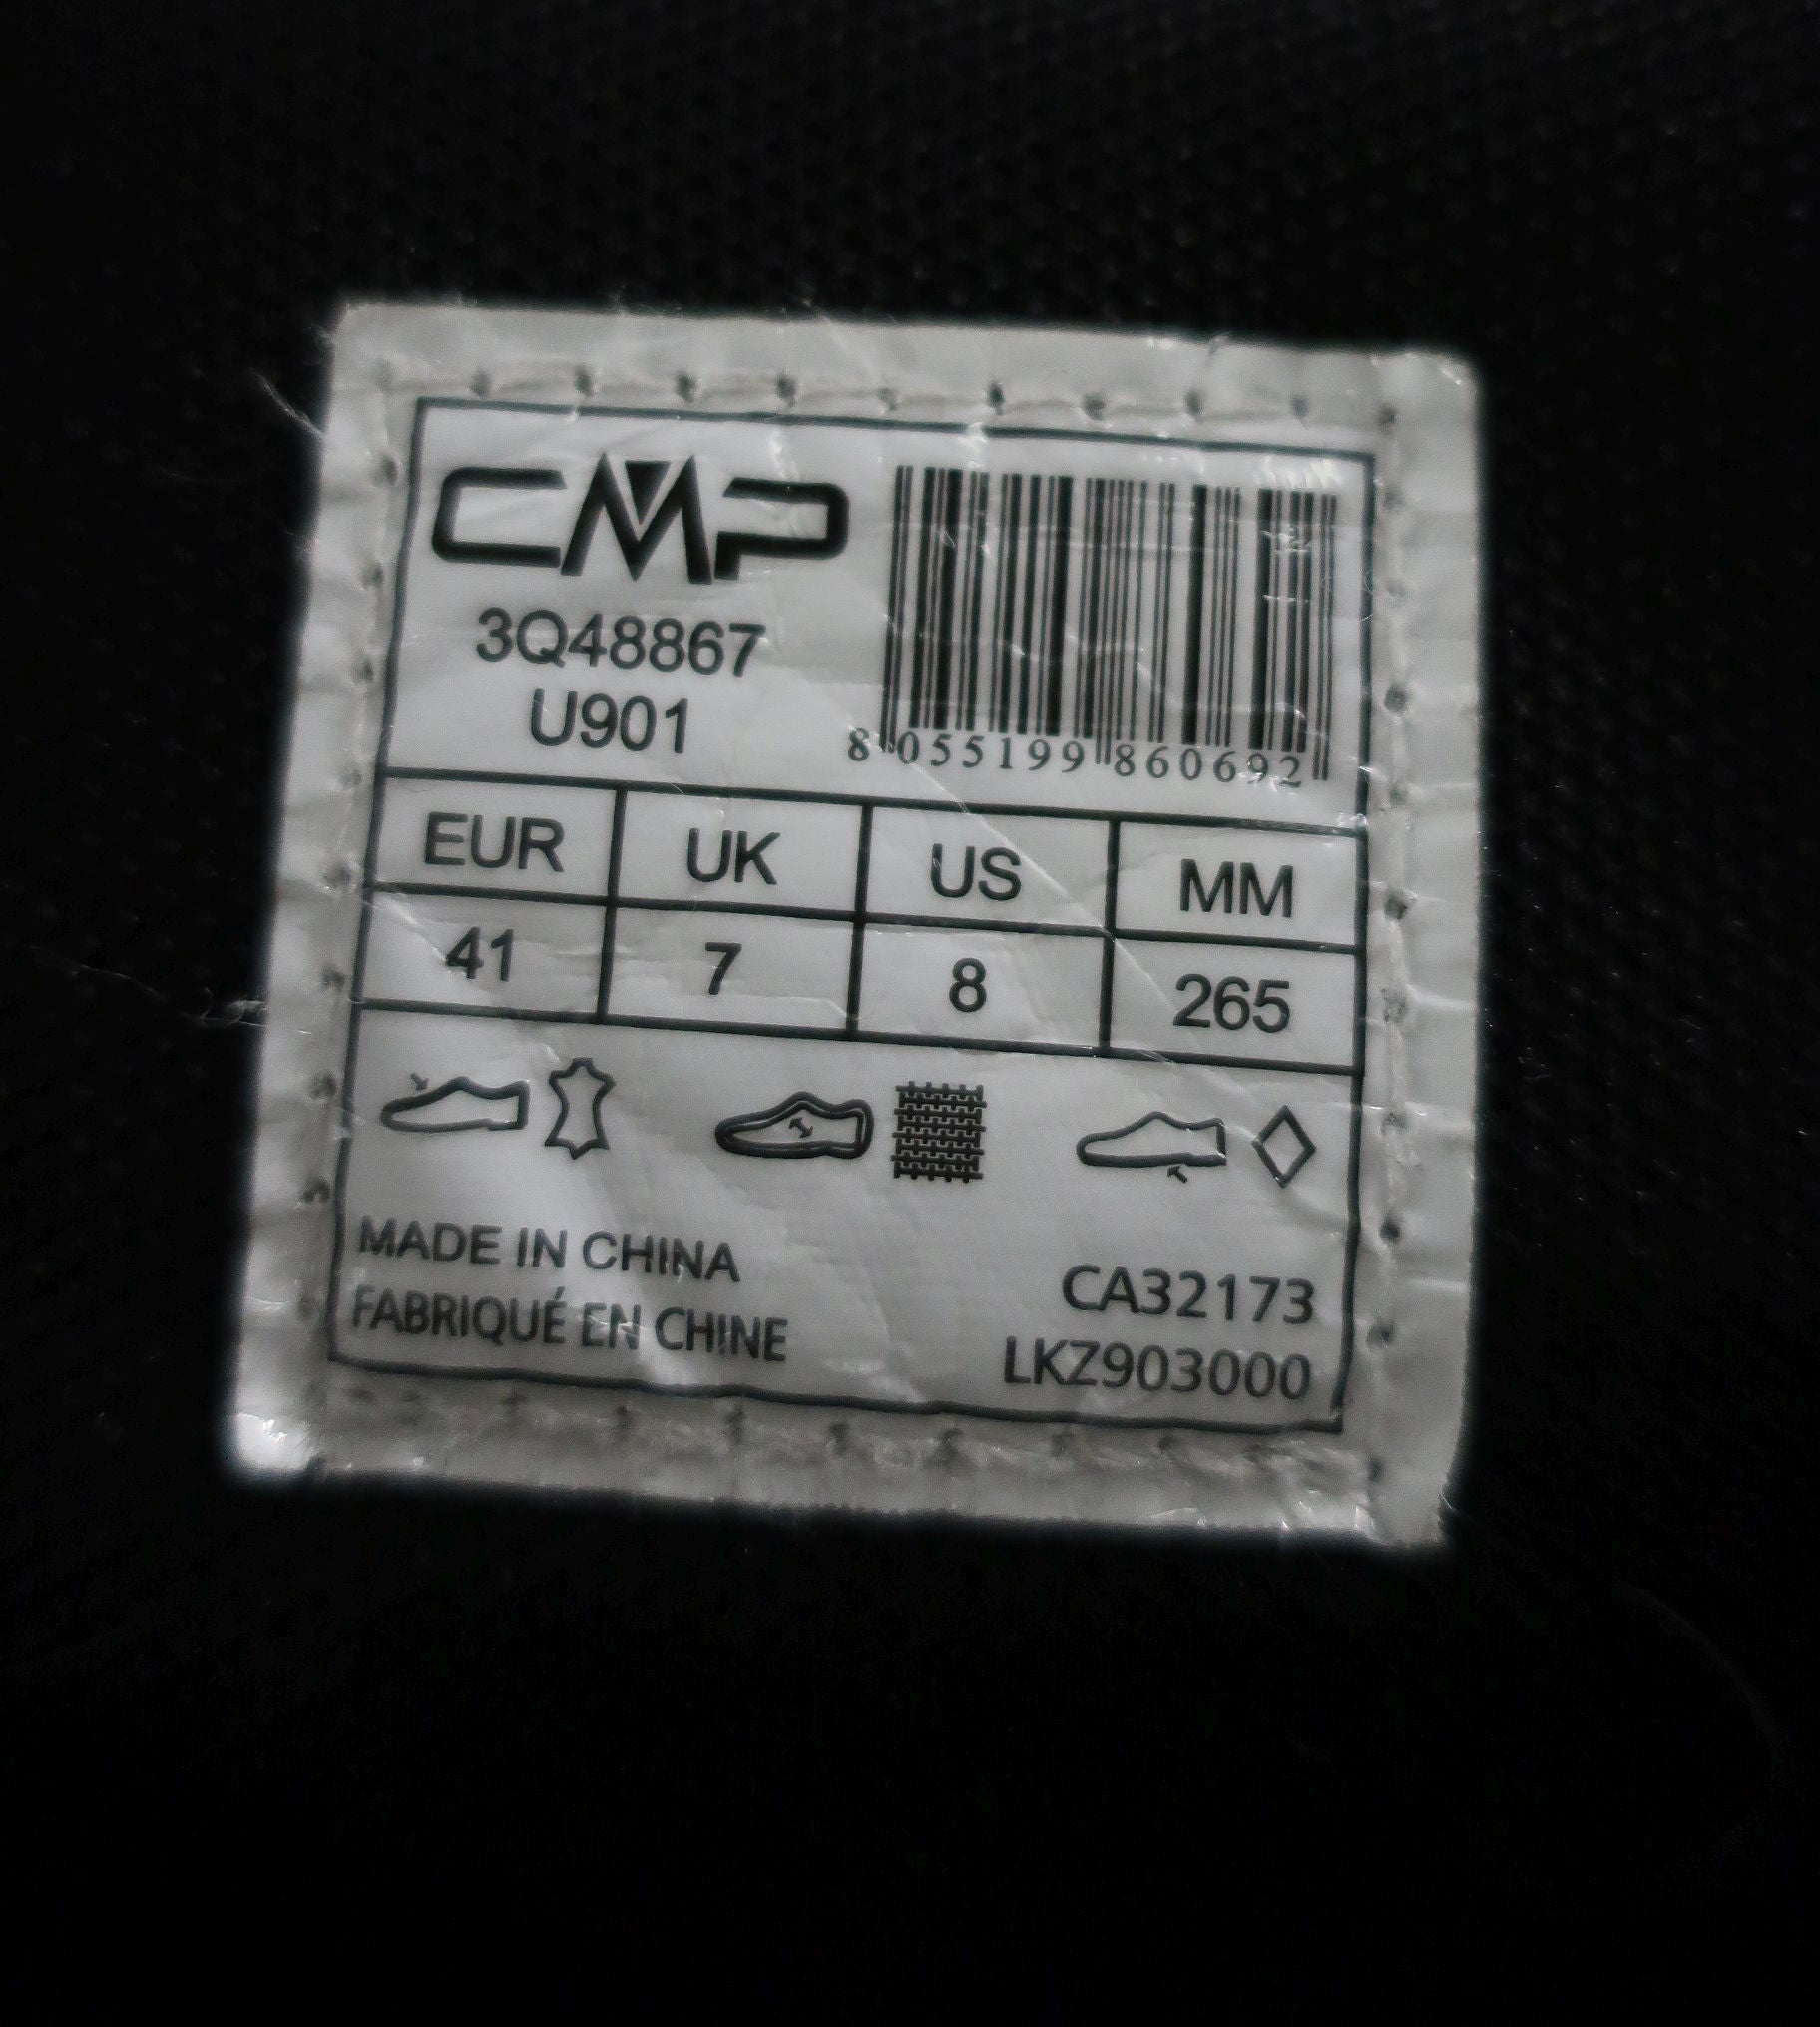 CMP
3Q48867
U901
8 055199 860692
EUR UK US MM
41 7 8 265
MADE IN CHINA
FABRIQUÉ EN CHINE
CA32173
LKZ903000